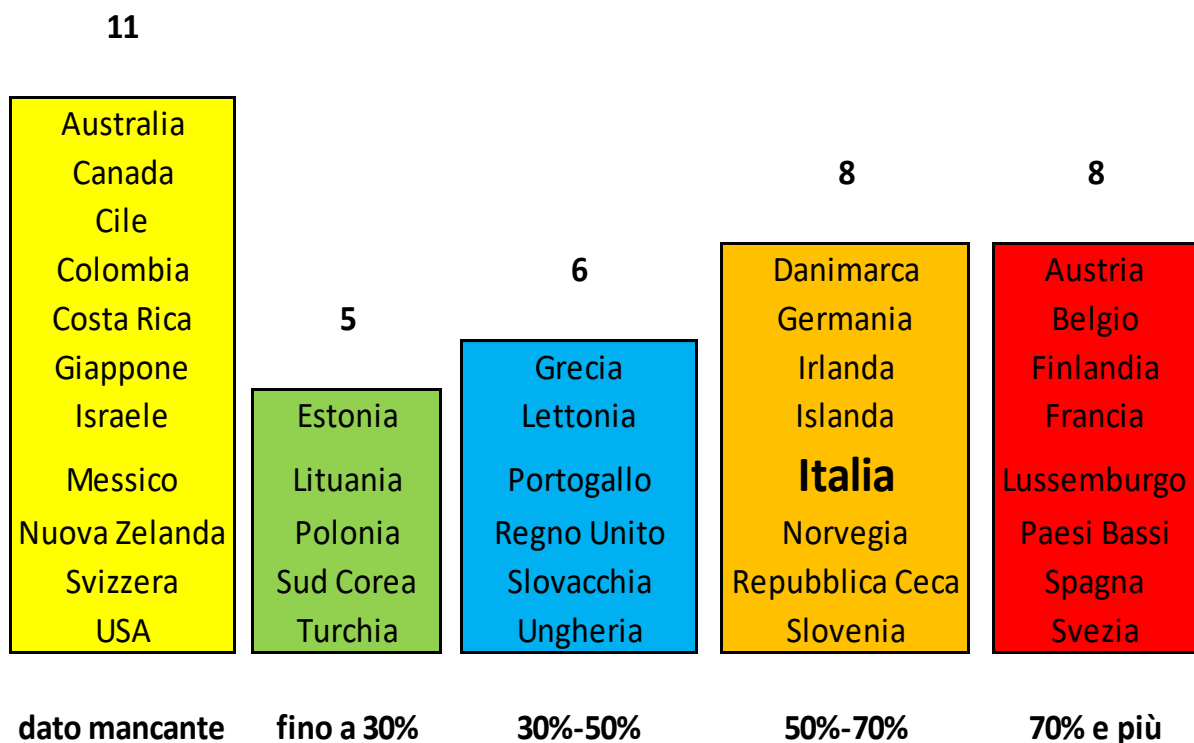 11
Australia
Canada
Cile
Colombia
Costa Rica
Giappone
Israele
Messico
Nuova Zelanda
Svizzera
USA
dato mancante
5
Estonia
Lituania
Polonia
Sud Corea
Turchia
fino a 30%
6
Grecia
Lettonia
Portogallo
Regno Unito
Slovacchia
Ungheria
30%-50%
8
Danimarca
Germania
Irlanda
Islanda
Italia
Norvegia
Repubblica Ceca
Slovenia
50%-70%
8
Austria
Belgio
Finlandia
Francia
Lussemburgo
Paesi Bassi
Spagna
Svezia
70% e più